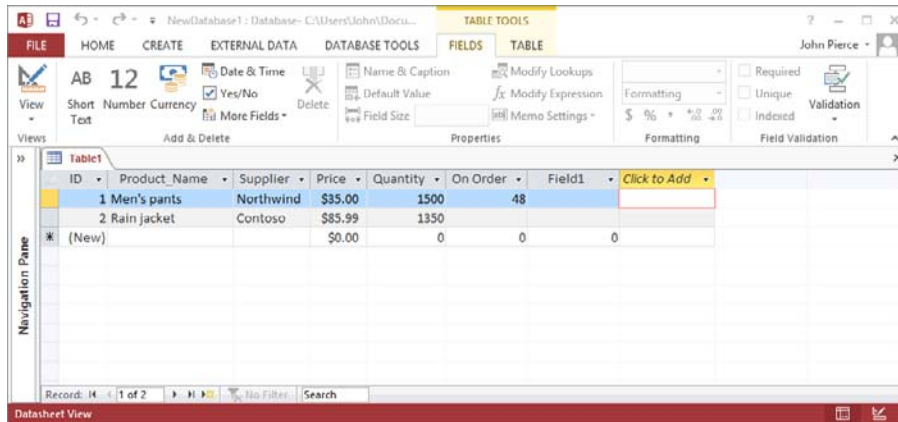 NewDatabase1 : Database- C:\Users\John\Docu... TABLE TOOLS
FILE HOME CREATE EXTERNAL DATA DATABASE TOOLS FIELDS TABLE John Pierce
View
AB Short Text
12 Number
Currency
Date & Time
Yes/No
More Fields
Delete
Name & Caption
Default Value
Field Size
Modify Lookups
fx Modify Expression
ab Memo Settings
Formatting
$ %
Required
Unique
Indexed
Validation
Views Add & Delete Properties Formatting Field Validation
Table1
ID Product_Name Supplier Price Quantity On Order Field1 Click to Add
1 Men's pants Northwind $35.00 1500 48
2 Rain jacket Contoso $85.99 1350
(New) $0.00 0 0 0
Navigation Pane
Record: 1 of 2 No Filter Search
Datasheet View